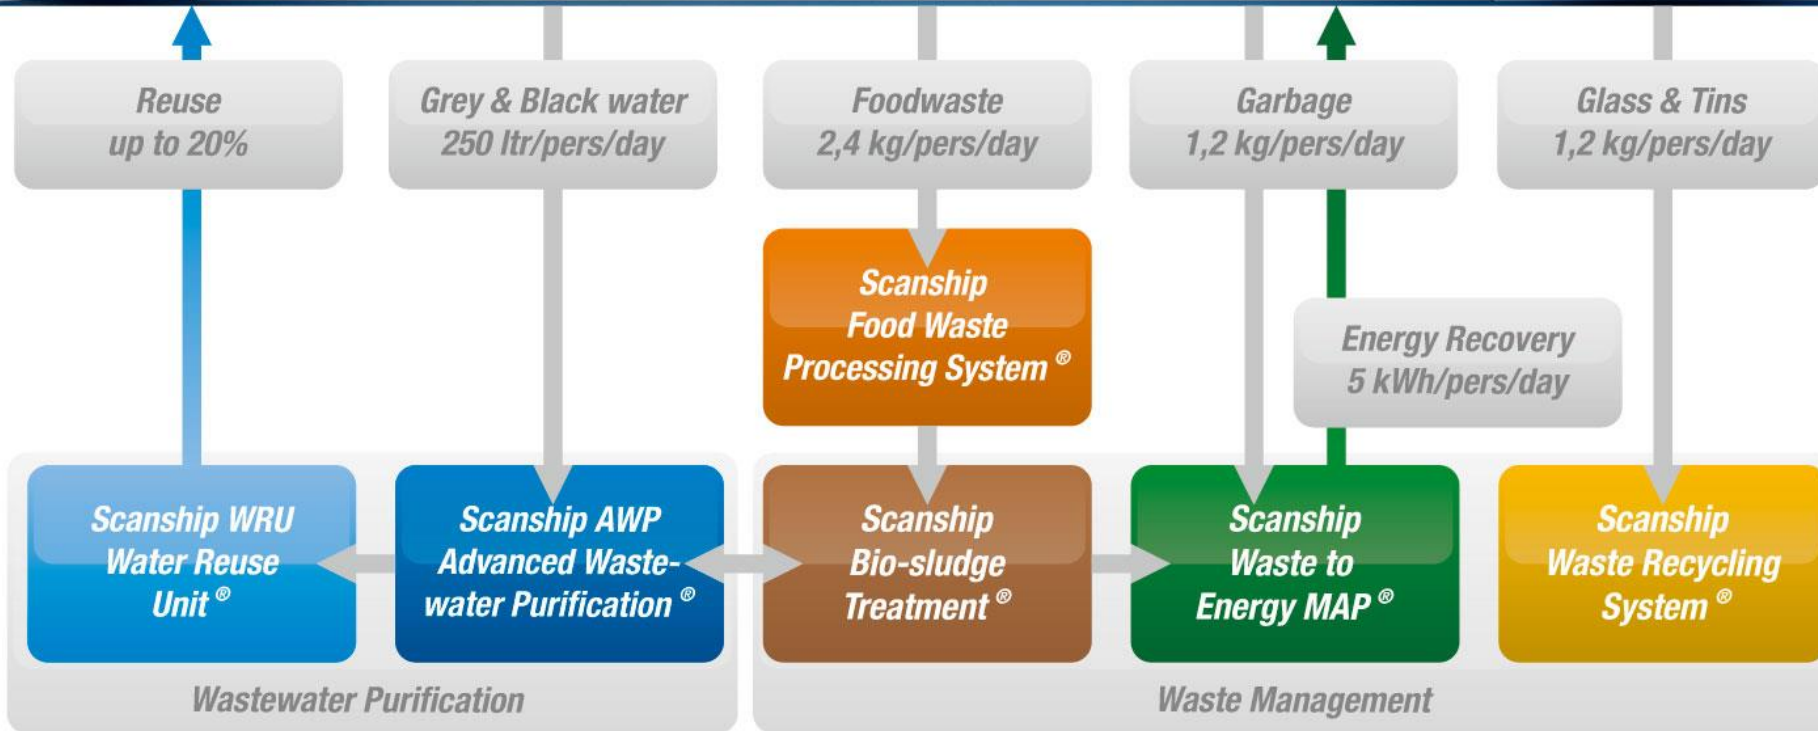 Reuse
up to 20%
Grey & Black water
250 ltr/pers/day
Foodwaste
2,4 kg/pers/day
Garbage
1,2 kg/pers/day
Glass & Tins
1,2 kg/pers/day
Scanship
Food Waste
Processing System ®
Energy Recovery
5 kWh/pers/day
Scanship WRU
Water Reuse
Unit ®
Scanship AWP
Advanced Waste-
water Purification ®
Scanship
Bio-sludge
Treatment ®
Scanship
Waste to
Energy MAP ®
Scanship
Waste Recycling
System ®
Wastewater Purification
Waste Management